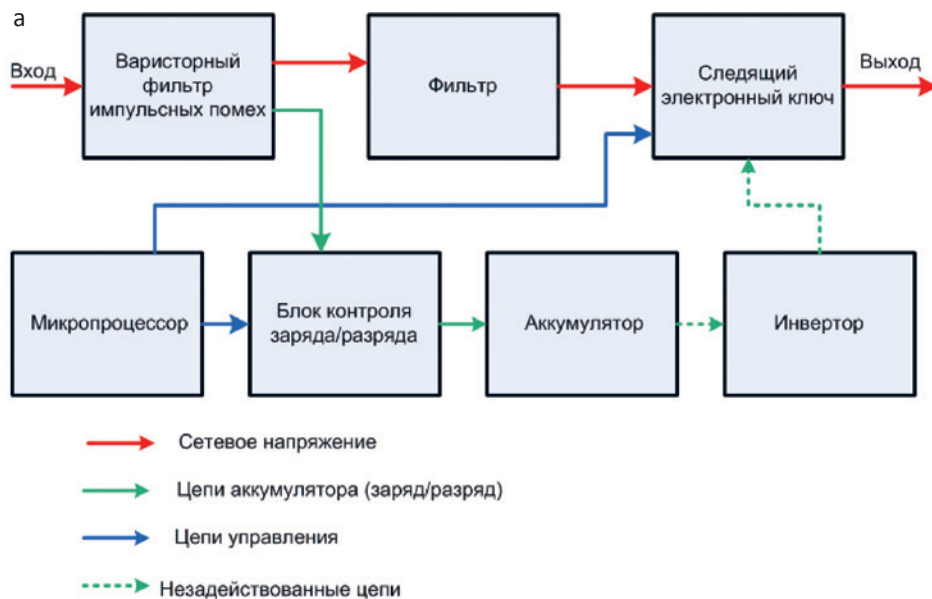 а
Вход
Варисторный
фильтр
импульсных помех
Фильтр
Следящий
электронный ключ
Выход
Микропроцессор
Блок контроля
заряда/разряда
Аккумулятор
Инвертор
Сетевое напряжение
Цепи аккумулятора (заряд/разряд)
Цепи управления
Незадействованные цепи